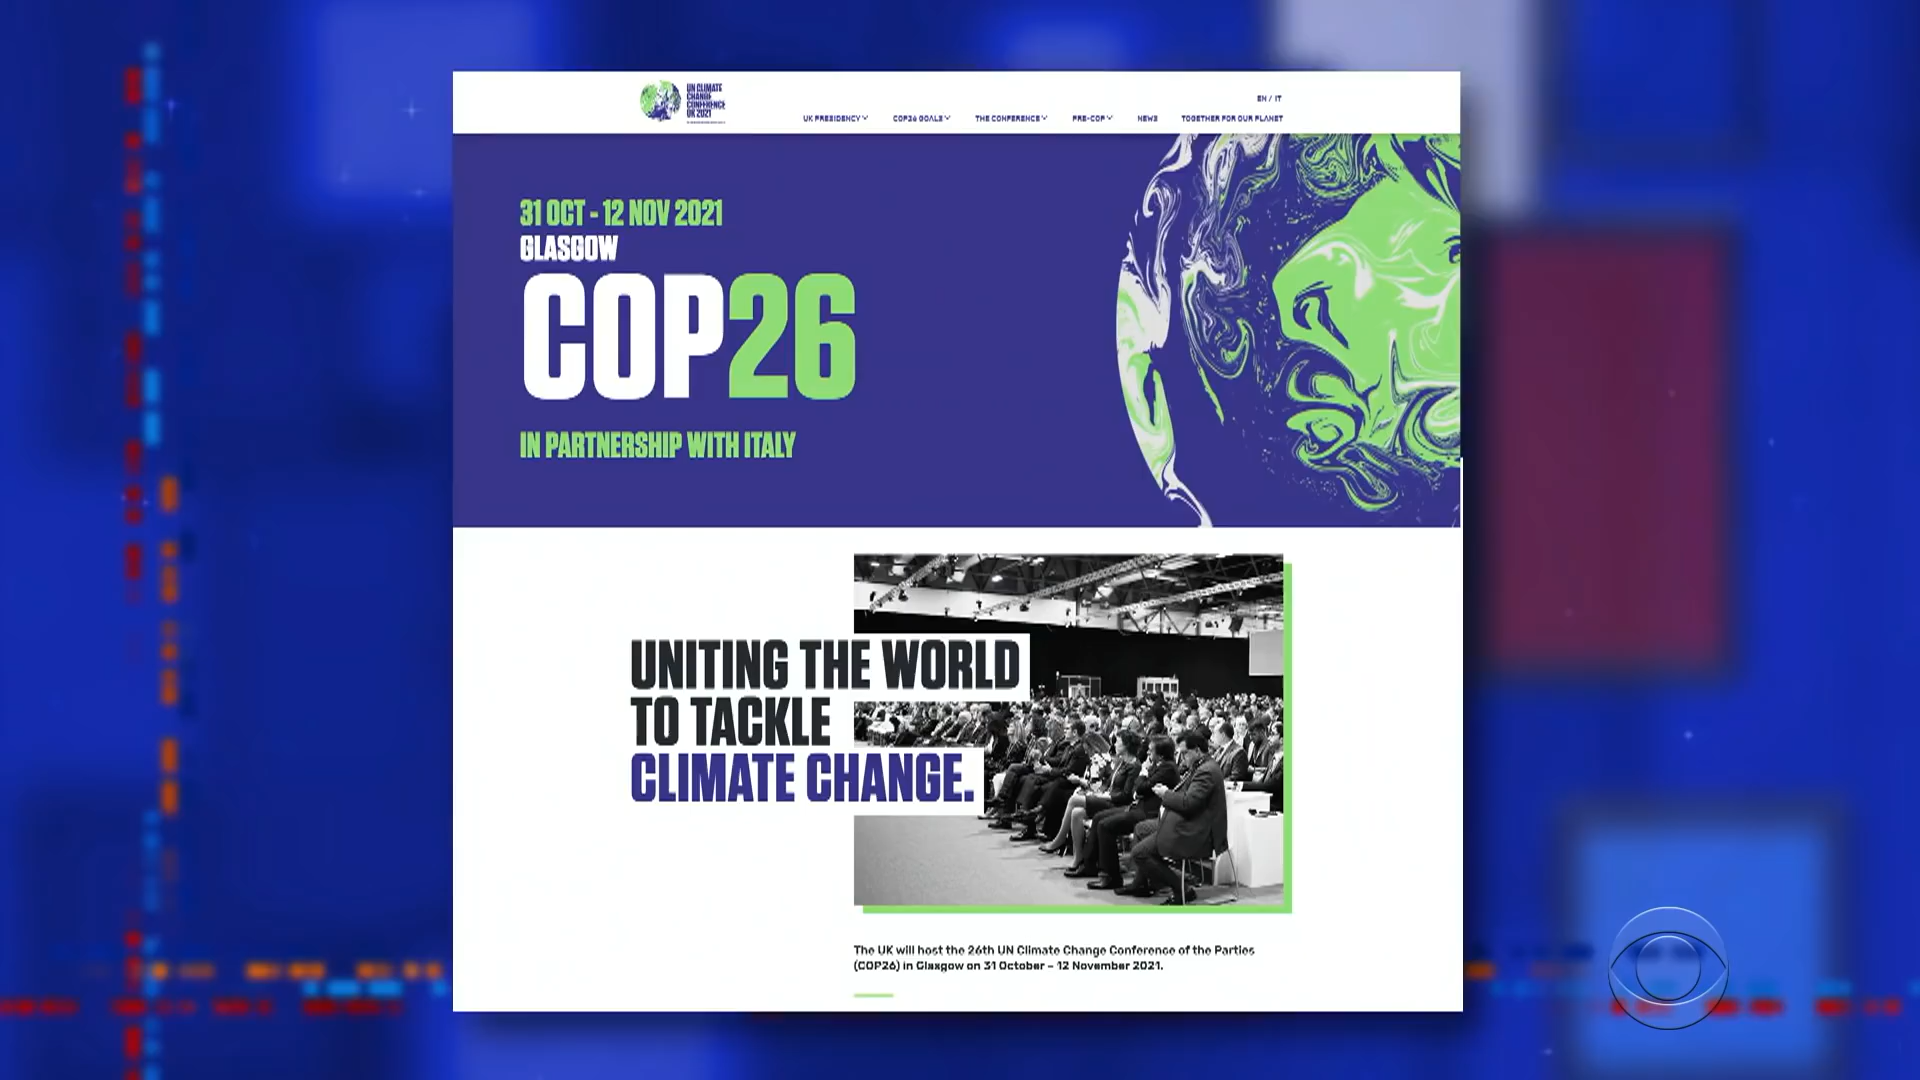 UN CLIMATE
CHANGE
CONFERENCE
UK 2021
EN / IT
UK PRESIDENCY
COP26 GOALS
THE CONFERENCE
PRE-COP
NEWS
TOGETHER FOR OUR PLANET
31 OCT - 12 NOV 2021
GLASGOW
COP26
IN PARTNERSHIP WITH ITALY
UNITING THE WORLD
TO TACKLE
CLIMATE CHANGE.
The UK will host the 26th UN Climate Change Conference of the Parties
(COP26) in Glasgow on 31 October – 12 November 2021.